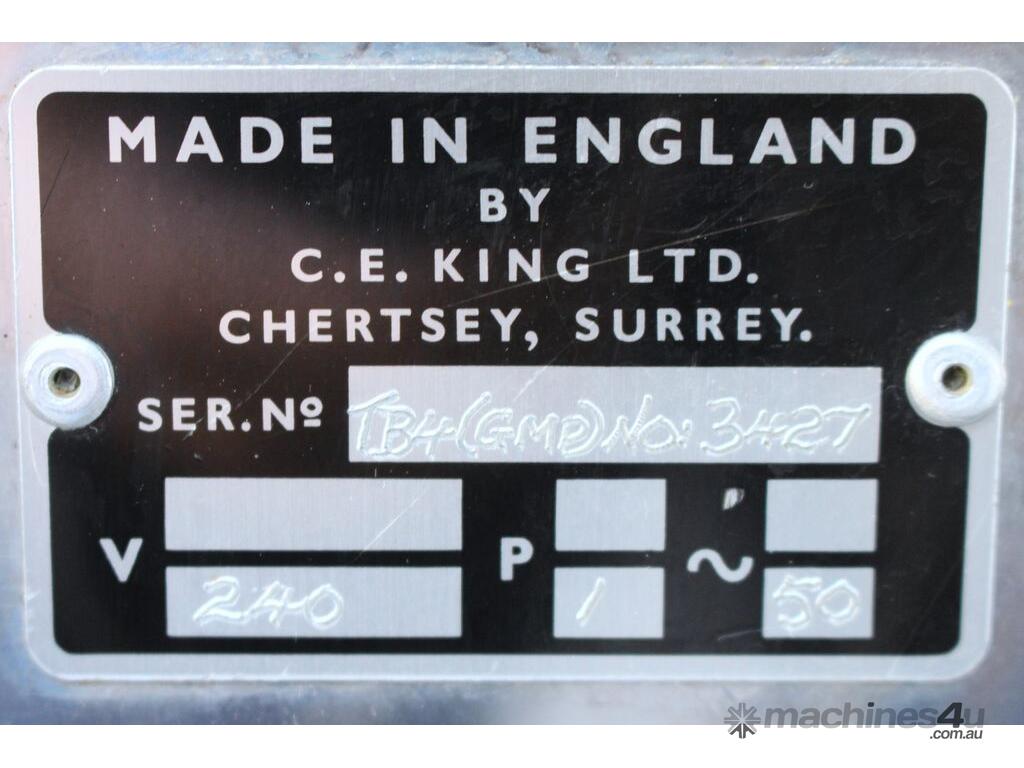 MADE IN ENGLAND
BY
C.E. KING LTD.
CHERTSEY, SURREY.
SER.Nº TB4(GMP)NO: 3427
V 240 P 1 ~ 50
machines4u
.com.au